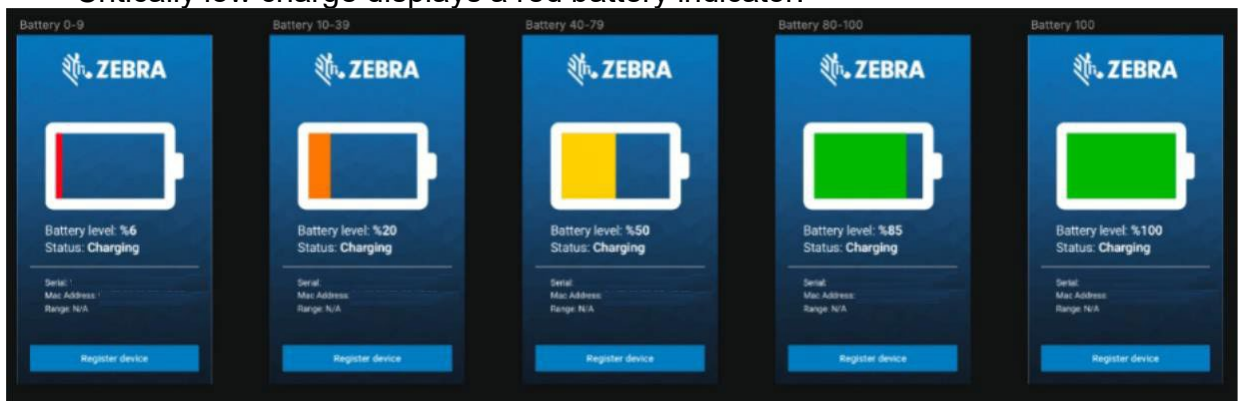 Critically low charge displays a red battery indicator.
Battery 0-9
ZEBRA
Battery level: %6
Status: Charging
Serial:
Mac Address:
Range: N/A
Register device
Battery 10-39
ZEBRA
Battery level: %20
Status: Charging
Serial:
Mac Address:
Range: N/A
Register device
Battery 40-79
ZEBRA
Battery level: %50
Status: Charging
Serial:
Mac Address:
Range: N/A
Register device
Battery 80-100
ZEBRA
Battery level: %85
Status: Charging
Serial:
Mac Address:
Range: N/A
Register device
Battery 100
ZEBRA
Battery level: %100
Status: Charging
Serial:
Mac Address:
Range: N/A
Register device